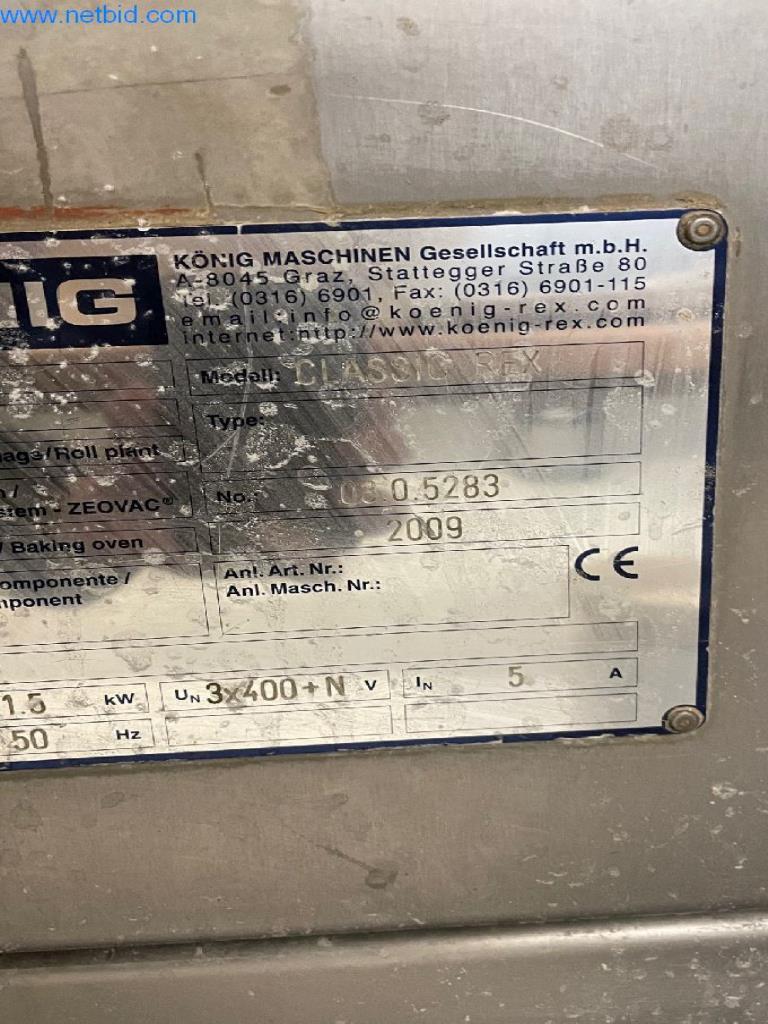 www.netbid.com
IG
KÖNIG MASCHINEN Gesellschaft m.b.H.
A-8045 Graz, Stattegger Straße 80
Tel. (0316) 6901, Fax: (0316) 6901-115
email:info@koenig-rex.com
internet:http://www.koenig-rex.com
Modell: CLASSIC REX
Type:
age/Roll plant
No.: 03.0.5283
stem - ZEOVAC®
2009
/ Baking oven
Anl. Art. Nr.:
Anl. Masch. Nr.:
CE
omponente /
mponent
1.5 kW UN 3x400+N V IN 5 A
50 Hz